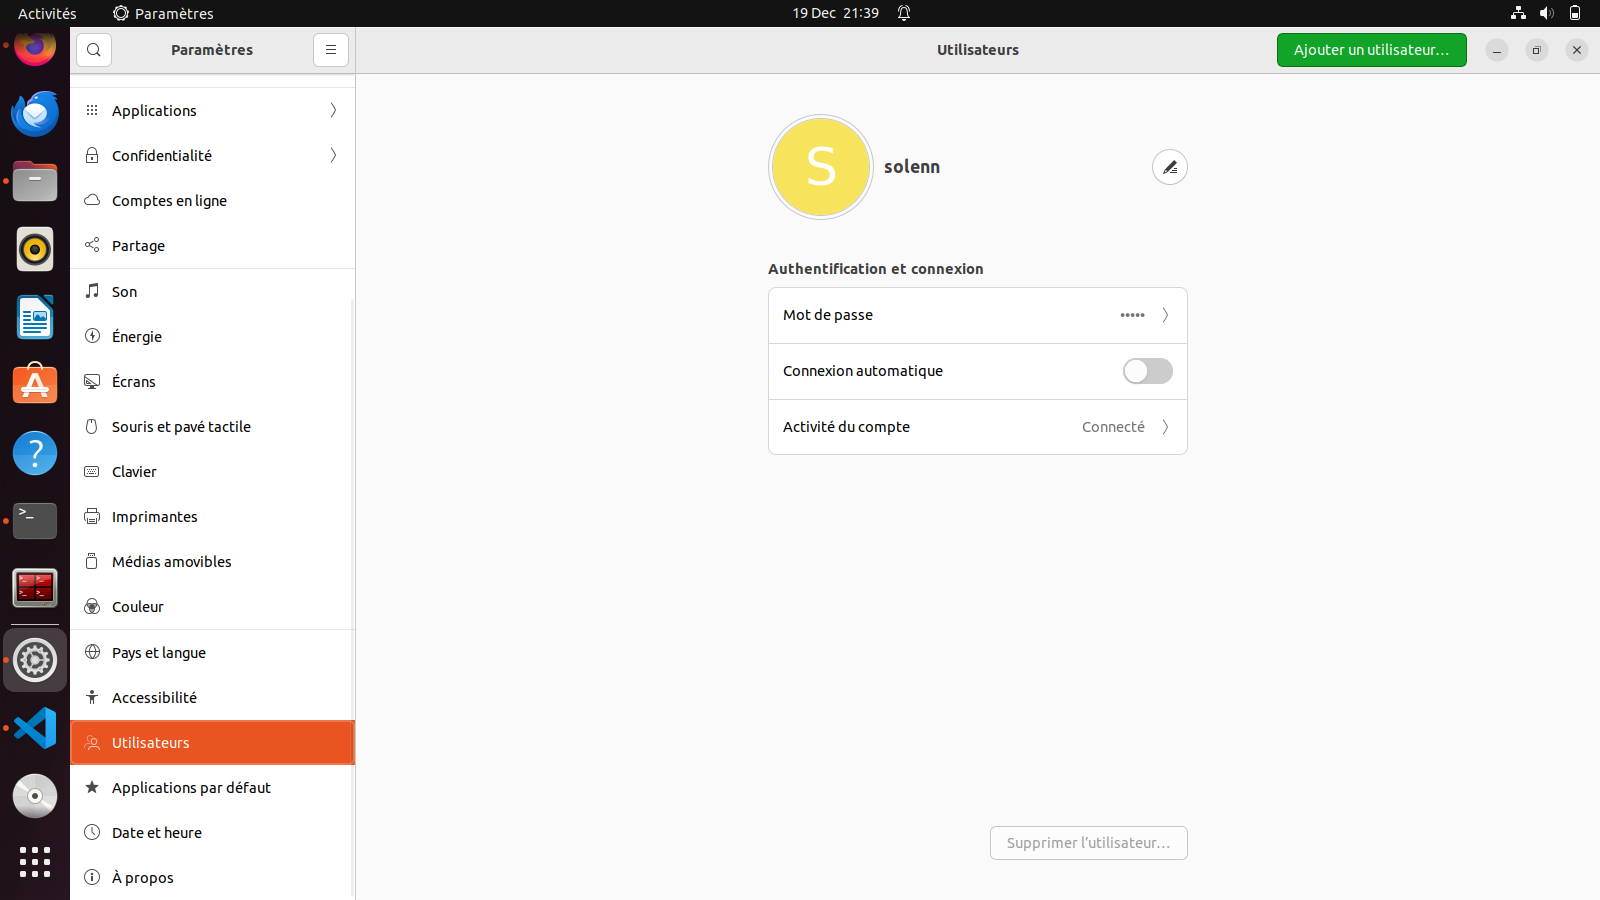 Activités
Paramètres
19 Dec 21:39
Paramètres
Utilisateurs
Ajouter un utilisateur…
Applications
Confidentialité
Comptes en ligne
Partage
Son
Énergie
Écrans
Souris et pavé tactile
Clavier
Imprimantes
Médias amovibles
Couleur
Pays et langue
Accessibilité
Utilisateurs
Applications par défaut
Date et heure
À propos
S
solenn
Authentification et connexion
Mot de passe •••••
Connexion automatique
Activité du compte Connecté
Supprimer l’utilisateur…